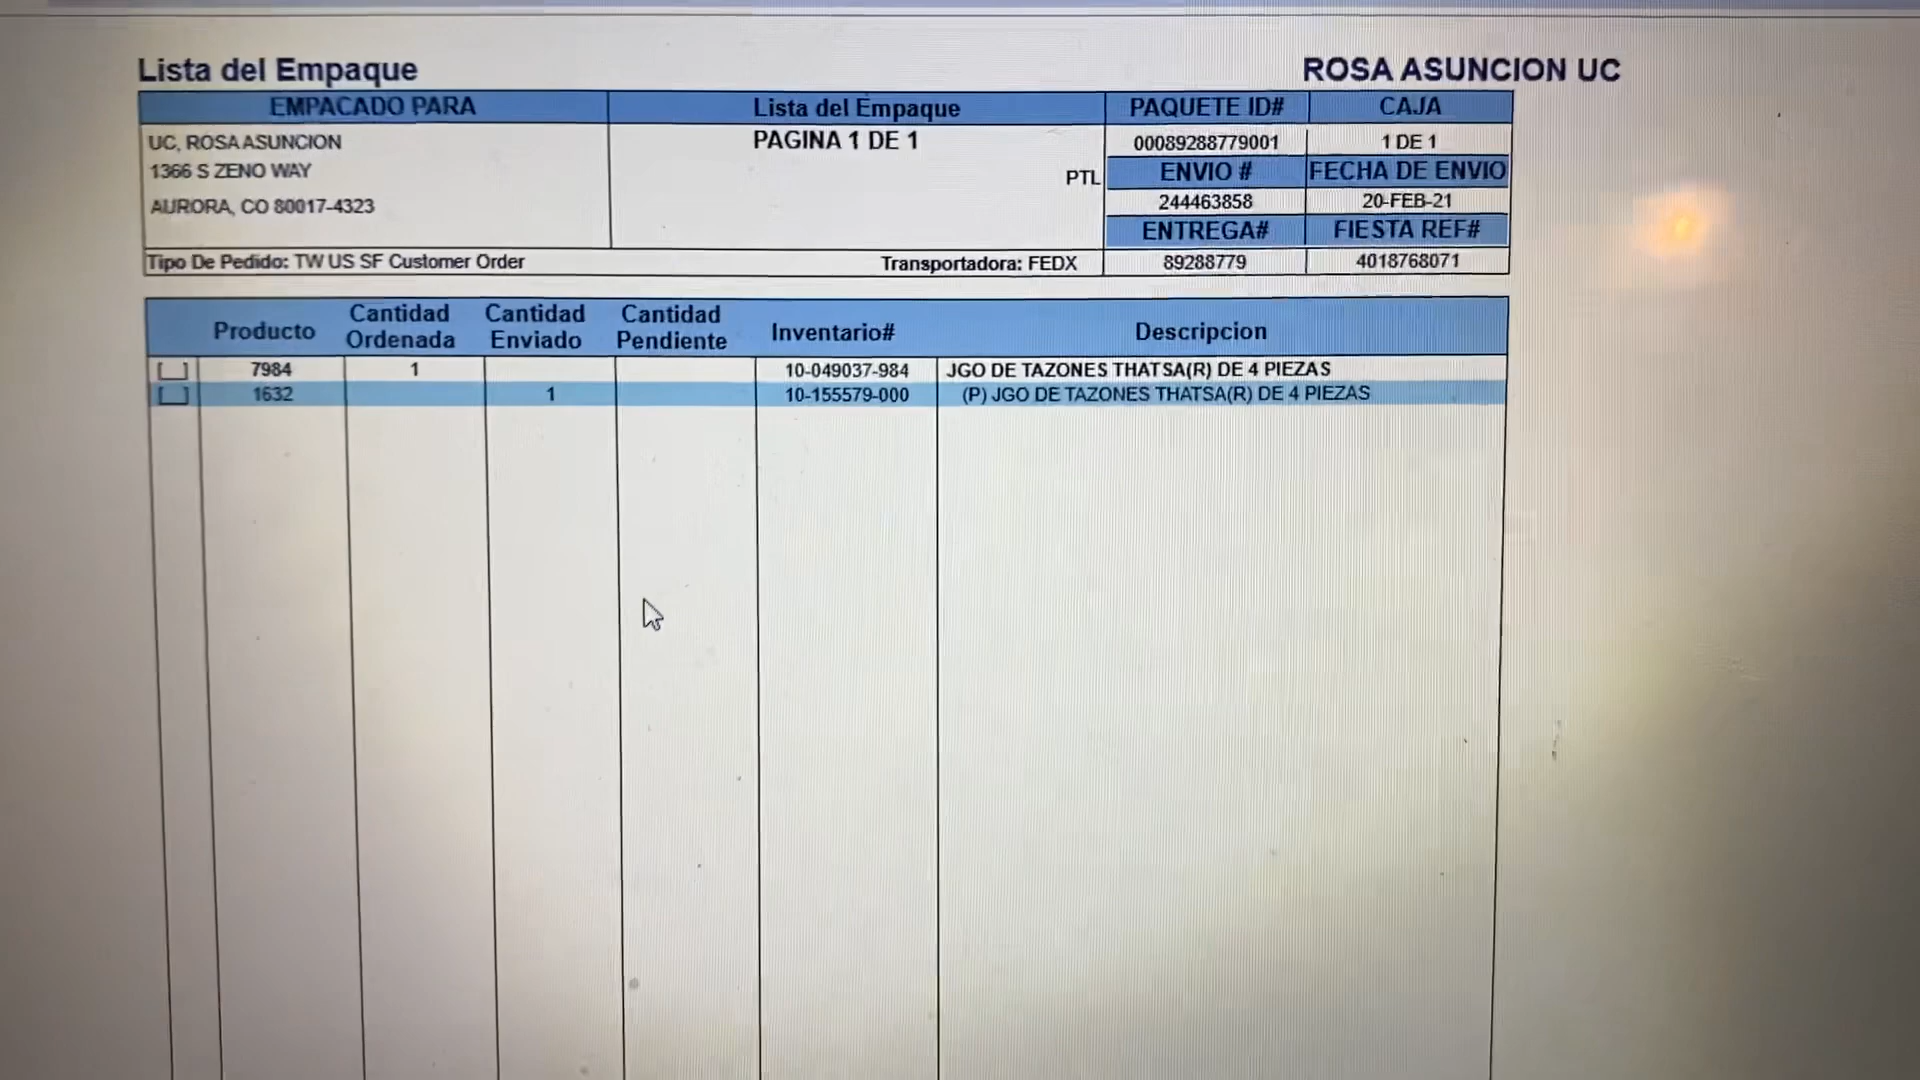 Lista del Empaque ROSA ASUNCION UC
EMPACADO PARA Lista del Empaque PAQUETE ID# CAJA
UC, ROSA ASUNCION PAGINA 1 DE 1 00089288779001 1 DE 1
1366 S ZENO WAY PTL ENVIO # FECHA DE ENVIO
AURORA, CO 80017-4323 244463858 20-FEB-21
ENTREGA# FIESTA REF#
Tipo De Pedido: TW US SF Customer Order Transportadora: FEDX 89288779 4018768071
Producto Cantidad Ordenada Cantidad Enviado Cantidad Pendiente Inventario# Descripcion
[ ] 7984 1 10-049037-984 JGO DE TAZONES THATSA(R) DE 4 PIEZAS
[ ] 1632 1 10-155579-000 (P) JGO DE TAZONES THATSA(R) DE 4 PIEZAS